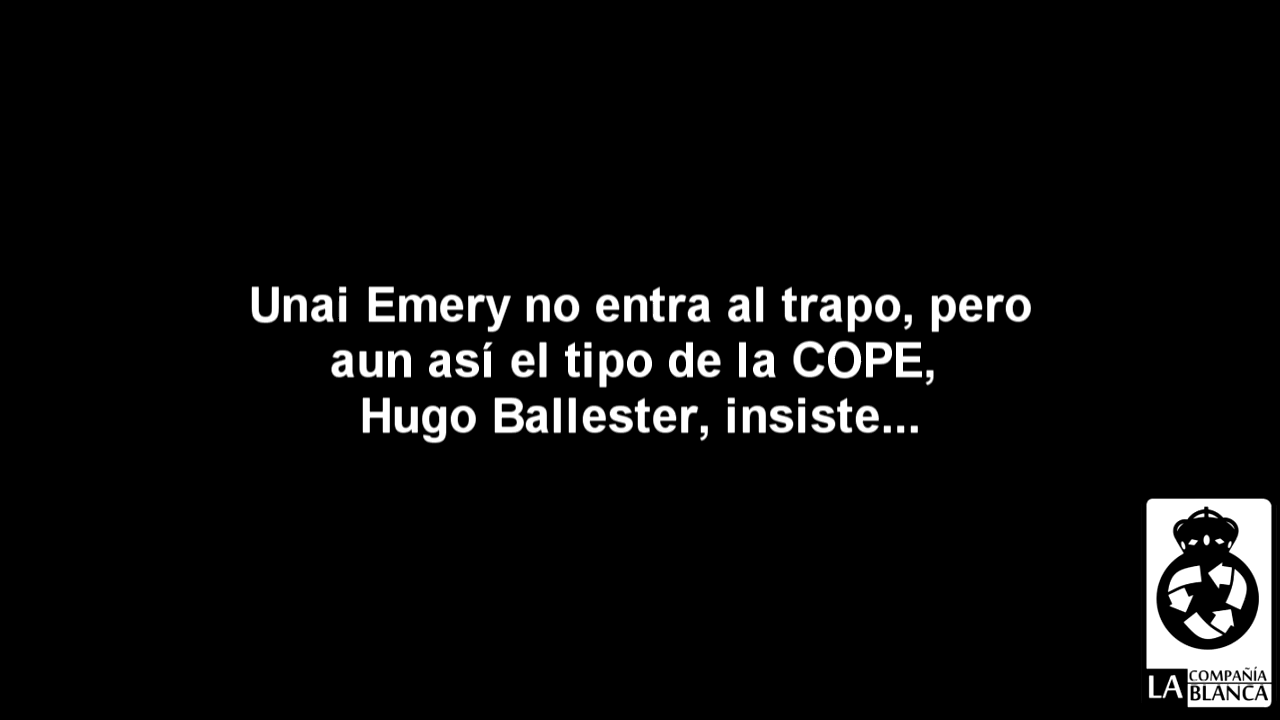 Unai Emery no entra al trapo, pero
aun así el tipo de la COPE,
Hugo Ballester, insiste...
LA COMPAÑÍA
BLANCA